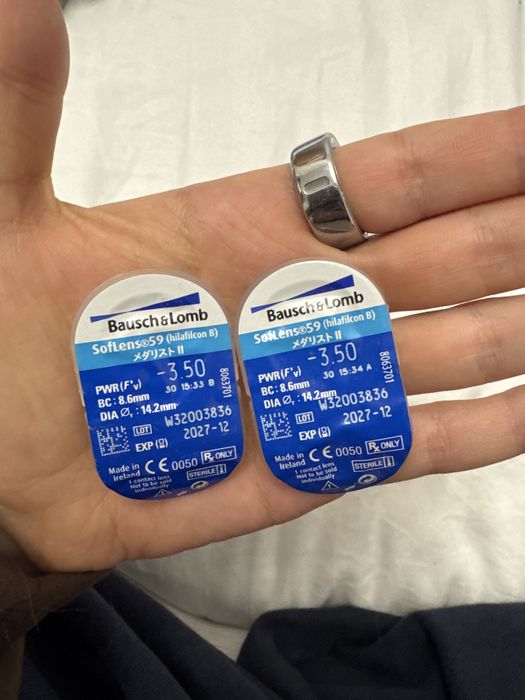 Bausch & Lomb
SofLens®59 (hilafilcon B)
メダリスト II
-3.50
PWR(F'v)
30 15:33 B
BC: 8.6mm
DIA Ø, : 14.2mm
8063701
LOT W32003836
EXP 2027-12
Made in
Ireland
CE 0050
Rx ONLY
STERILE
1 contact lens
Not to be sold
individually
Bausch & Lomb
SofLens®59 (hilafilcon B)
メダリスト II
-3.50
PWR(F'v)
30 15:34 A
BC: 8.6mm
DIA Ø, : 14.2mm
8063701
LOT W32003836
EXP 2027-12
Made in
Ireland
CE 0050
Rx ONLY
STERILE
1 contact lens
Not to be sold
individually